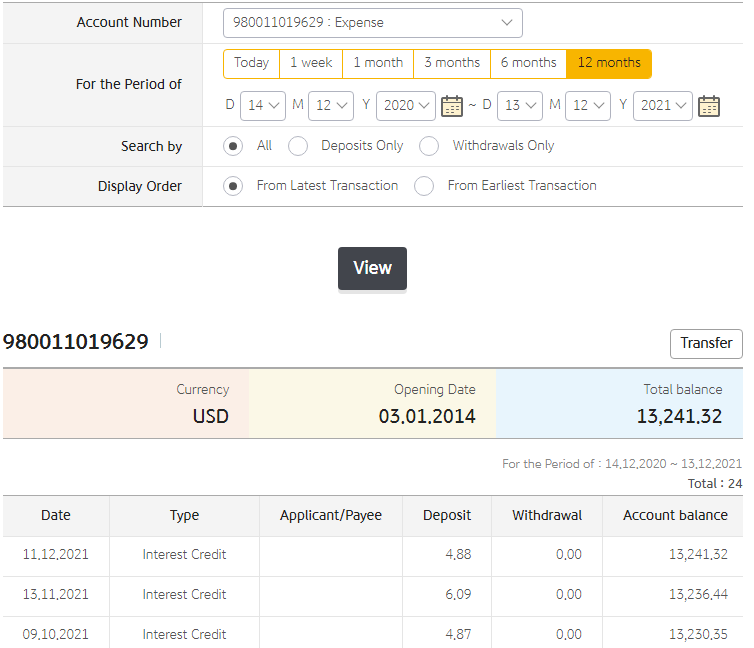 Account Number 980011019629 : Expense
Today 1 week 1 month 3 months 6 months 12 months
For the Period of
D 14 M 12 Y 2020 ~ D 13 M 12 Y 2021
Search by All Deposits Only Withdrawals Only
Display Order From Latest Transaction From Earliest Transaction
View
980011019629 Transfer
Currency Opening Date Total balance
USD 03.01.2014 13,241.32
For the Period of : 14.12.2020 ~ 13.12.2021
Total : 24
Date Type Applicant/Payee Deposit Withdrawal Account balance
11.12.2021 Interest Credit 4.88 0.00 13,241.32
13.11.2021 Interest Credit 6.09 0.00 13,236.44
09.10.2021 Interest Credit 4.87 0.00 13,230.35